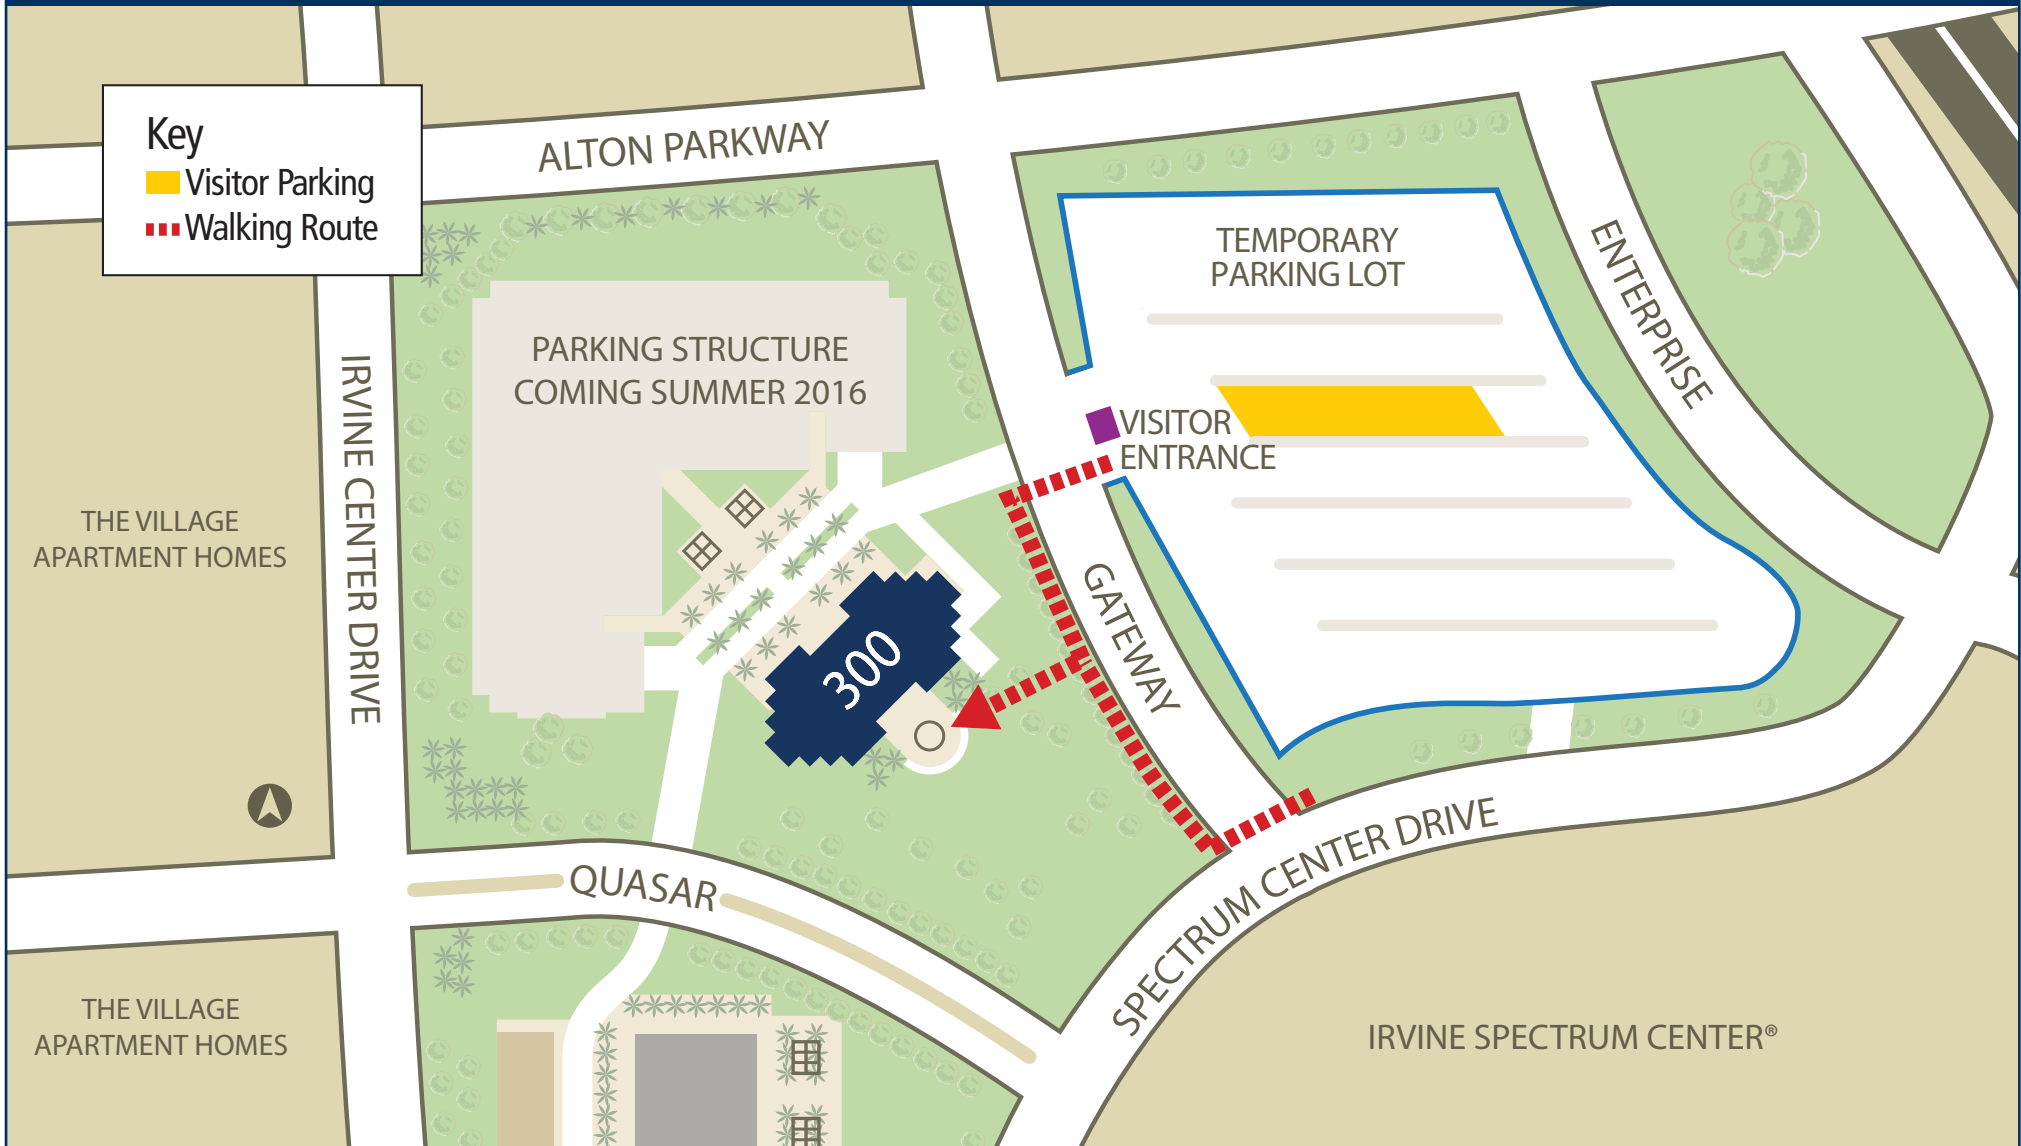 Key
Visitor Parking
Walking Route
ALTON PARKWAY
TEMPORARY
PARKING LOT
ENTERPRISE
PARKING STRUCTURE
COMING SUMMER 2016
IRVINE CENTER DRIVE
VISITOR
ENTRANCE
THE VILLAGE
APARTMENT HOMES
GATEWAY
300
SPECTRUM CENTER DRIVE
QUASAR
THE VILLAGE
APARTMENT HOMES
IRVINE SPECTRUM CENTER®